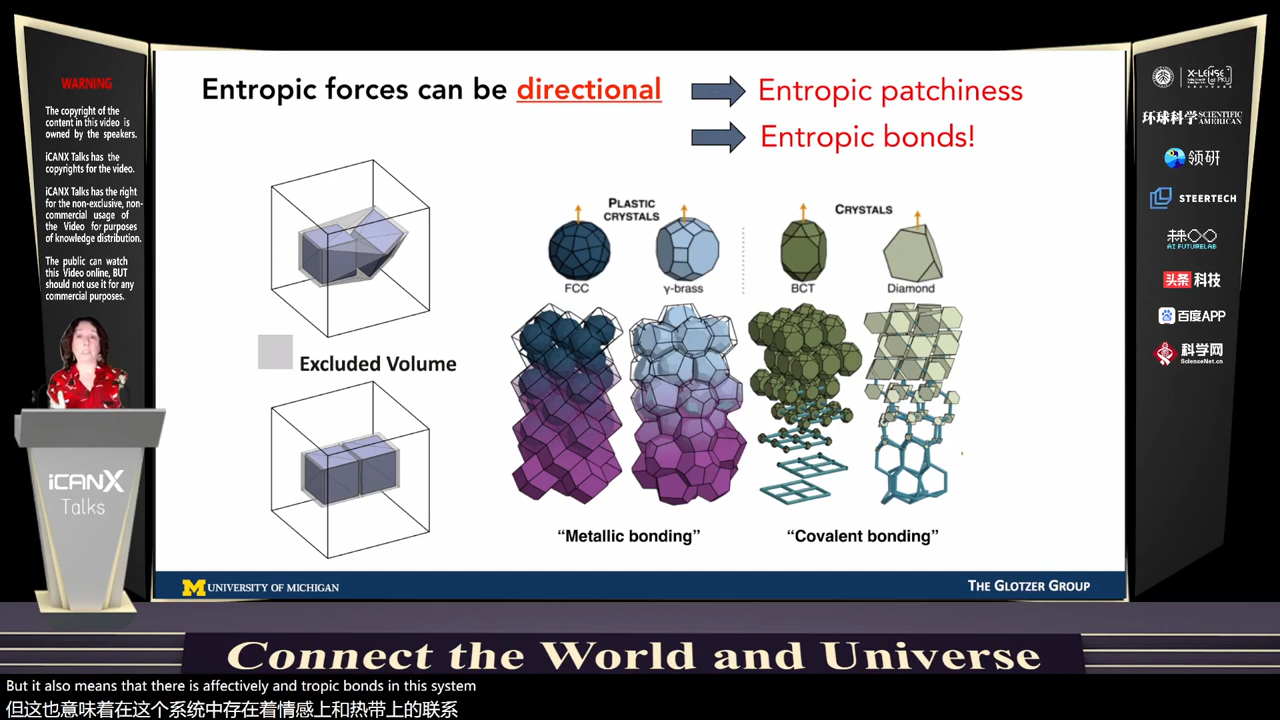 WARNING
The copyright of the
content in this video is
owned by the speakers.
iCANX Talks has the
copyrights for the video.
iCANX Talks has the right
for the non-exclusive, non-
commercial usage of
the Video for purposes
of knowledge distribution.
The public can watch
this Video online, BUT
should not use it for any
commercial purposes.
iCANX
Talks
Entropic forces can be directional
Entropic patchiness
Entropic bonds!
Excluded Volume
PLASTIC
CRYSTALS
CRYSTALS
FCC
γ-brass
BCT
Diamond
“Metallic bonding”
“Covalent bonding”
M UNIVERSITY OF MICHIGAN
THE GLOTZER GROUP
X-LENSE
环球科学 SCIENTIFIC AMERICAN
领研
STEERTECH
AI FUTURELAB
头条 科技
百度APP
科学网
ScienceNet.cn
Connect the World and Universe
But it also means that there is affectively and tropic bonds in this system
但这也意味着在这个系统中存在着情感上和热带上的联系